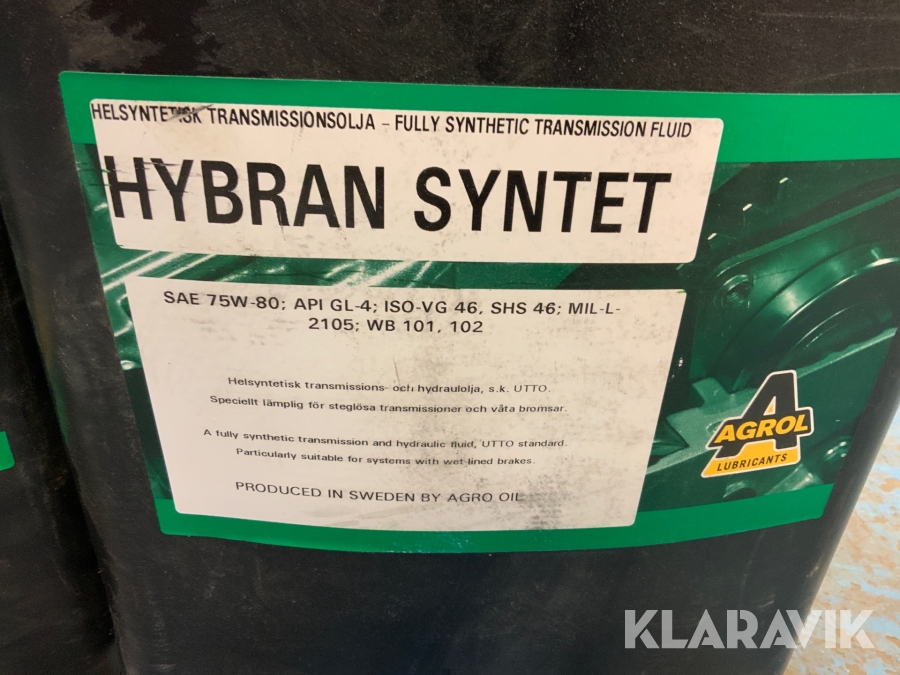 HELSYNTETISK TRANSMISSIONSOLJA – FULLY SYNTHETIC TRANSMISSION FLUID
HYBRAN SYNTET
SAE 75W-80; API GL-4; ISO-VG 46, SHS 46; MIL-L-
2105; WB 101, 102
Helsyntetisk transmissions- och hydraulolja, s.k. UTTO.
Speciellt lämplig för steglösa transmissioner och våta bromsar.
A fully synthetic transmission and hydraulic fluid, UTTO standard.
Particularly suitable for systems with wet-lined brakes.
PRODUCED IN SWEDEN BY AGRO OIL
A
AGROL
LUBRICANTS
KLARAVIK